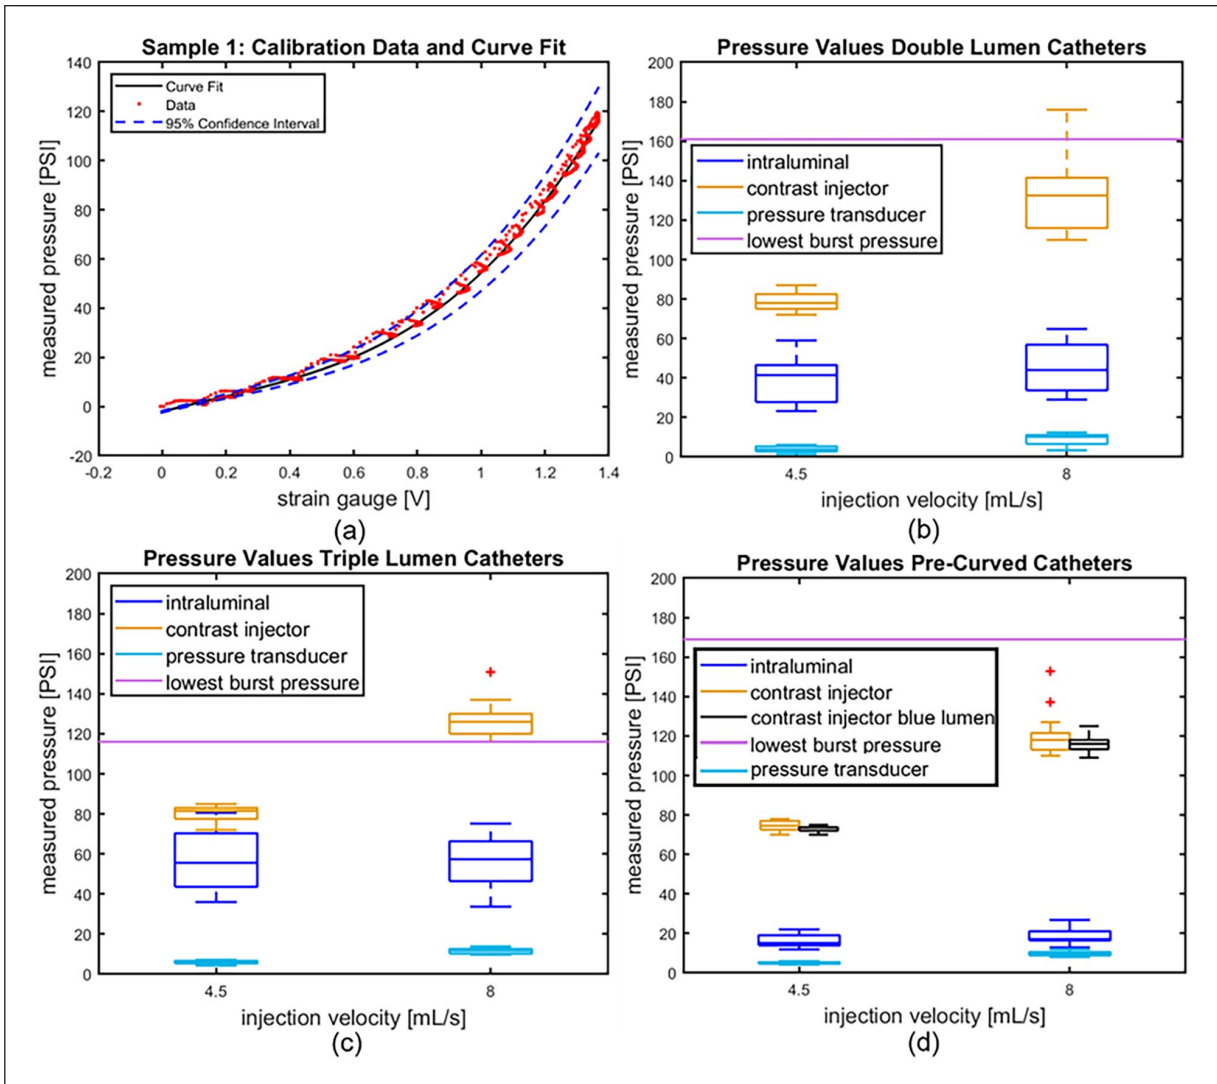 Sample 1: Calibration Data and Curve Fit
140
120
100
80
60
40
20
0
-20
measured pressure [PSI]
Curve Fit
Data
95% Confidence Interval
-0.2 0 0.2 0.4 0.6 0.8 1 1.2 1.4
strain gauge [V]
(a)
Pressure Values Double Lumen Catheters
200
180
160
140
120
100
80
60
40
20
0
measured pressure [PSI]
intraluminal
contrast injector
pressure transducer
lowest burst pressure
4.5 8
injection velocity [mL/s]
(b)
Pressure Values Triple Lumen Catheters
200
180
160
140
120
100
80
60
40
20
0
measured pressure [PSI]
intraluminal
contrast injector
pressure transducer
lowest burst pressure
4.5 8
injection velocity [mL/s]
(c)
Pressure Values Pre-Curved Catheters
200
180
160
140
120
100
80
60
40
20
0
measured pressure [PSI]
intraluminal
contrast injector
contrast injector blue lumen
lowest burst pressure
pressure transducer
4.5 8
injection velocity [mL/s]
(d)